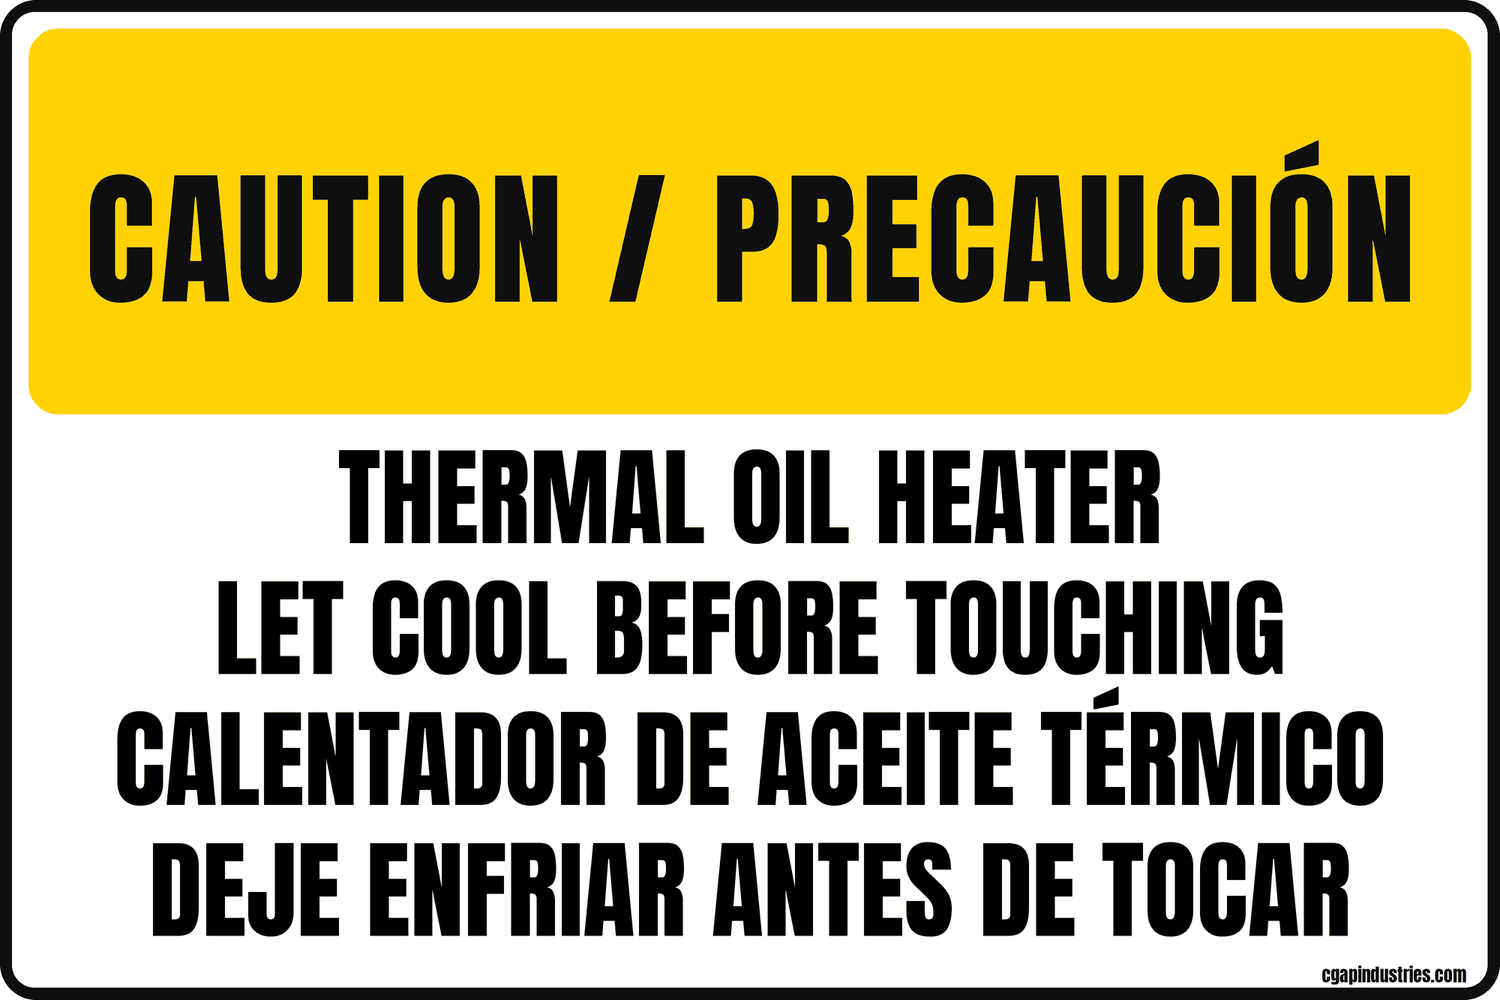 CAUTION / PRECAUCIÓN
THERMAL OIL HEATER
LET COOL BEFORE TOUCHING
CALENTADOR DE ACEITE TÉRMICO
DEJE ENFRIAR ANTES DE TOCAR
cgapindustries.com